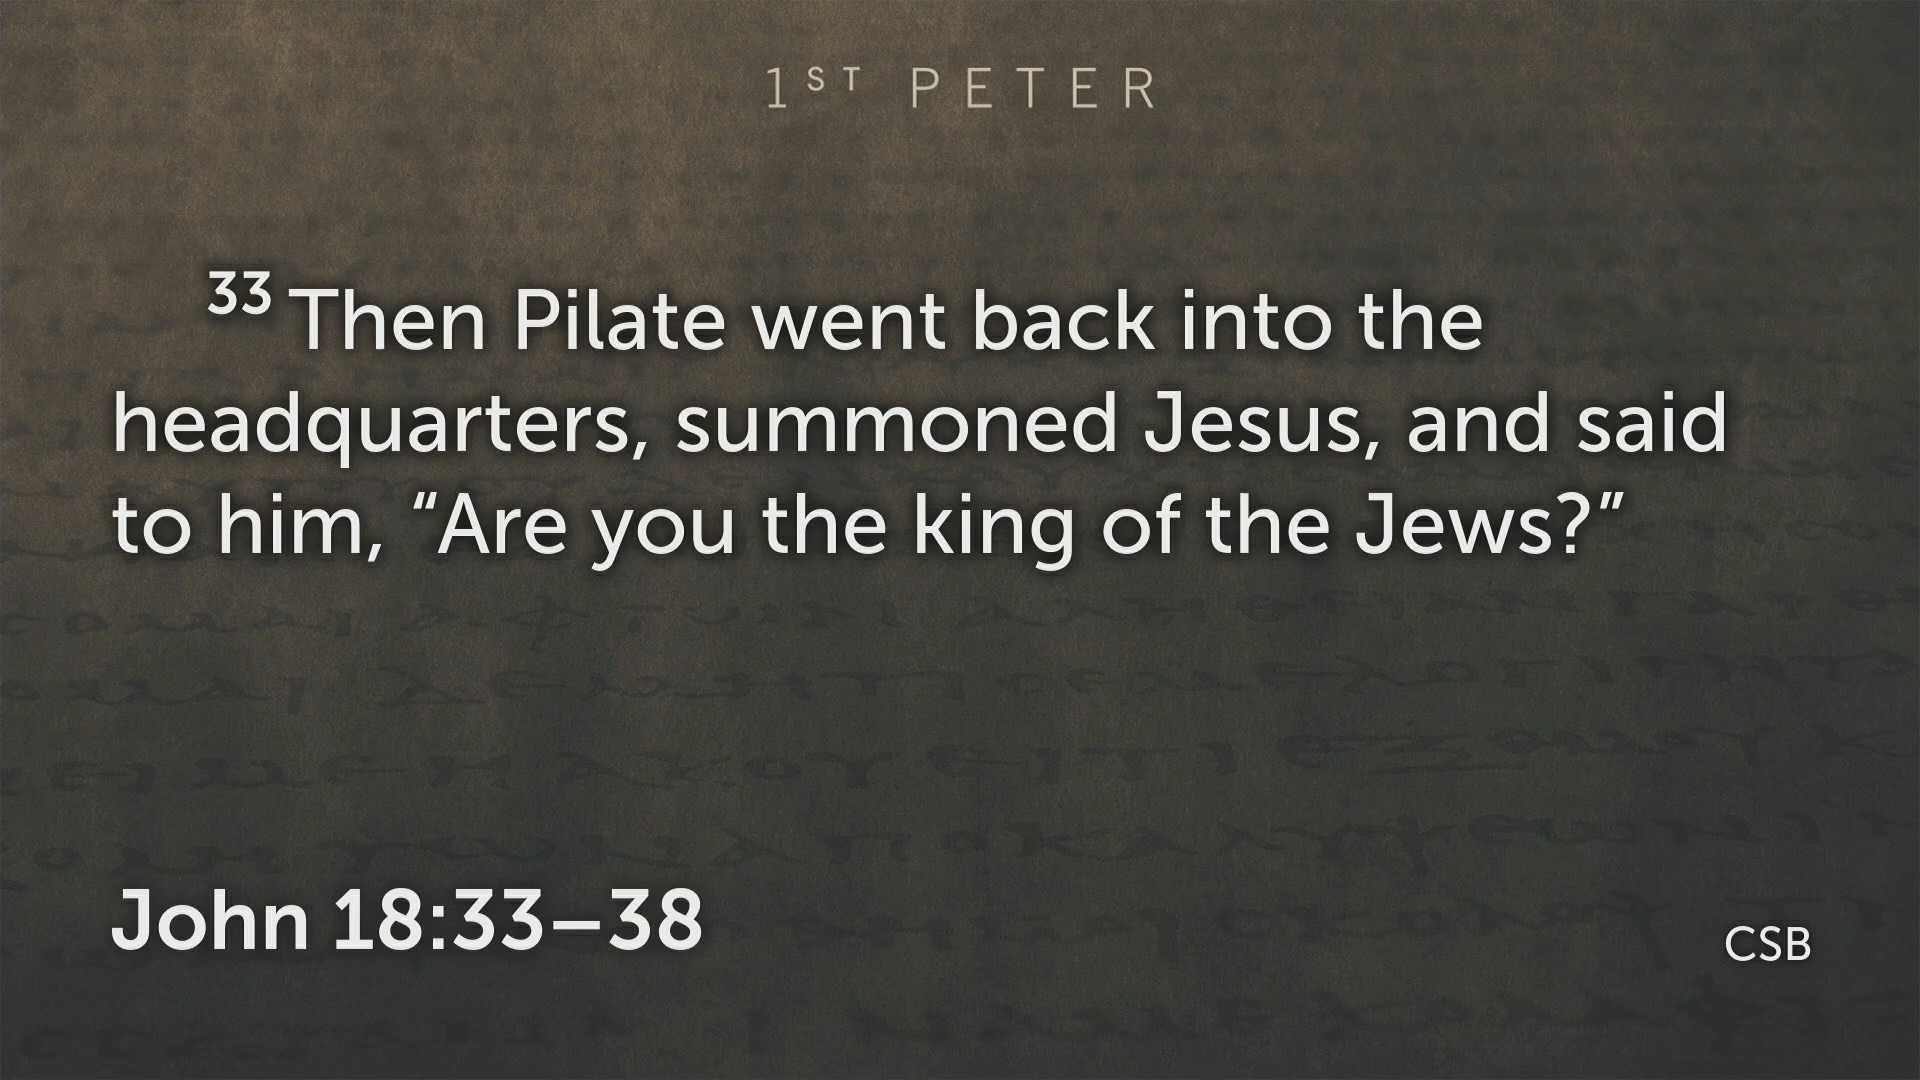 1ST PETER
33 Then Pilate went back into the
headquarters, summoned Jesus, and said
to him, “Are you the king of the Jews?”
John 18:33–38
CSB